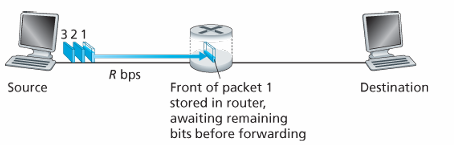 3 2 1
R bps
Source
Front of packet 1
stored in router,
awaiting remaining
bits before forwarding
Destination